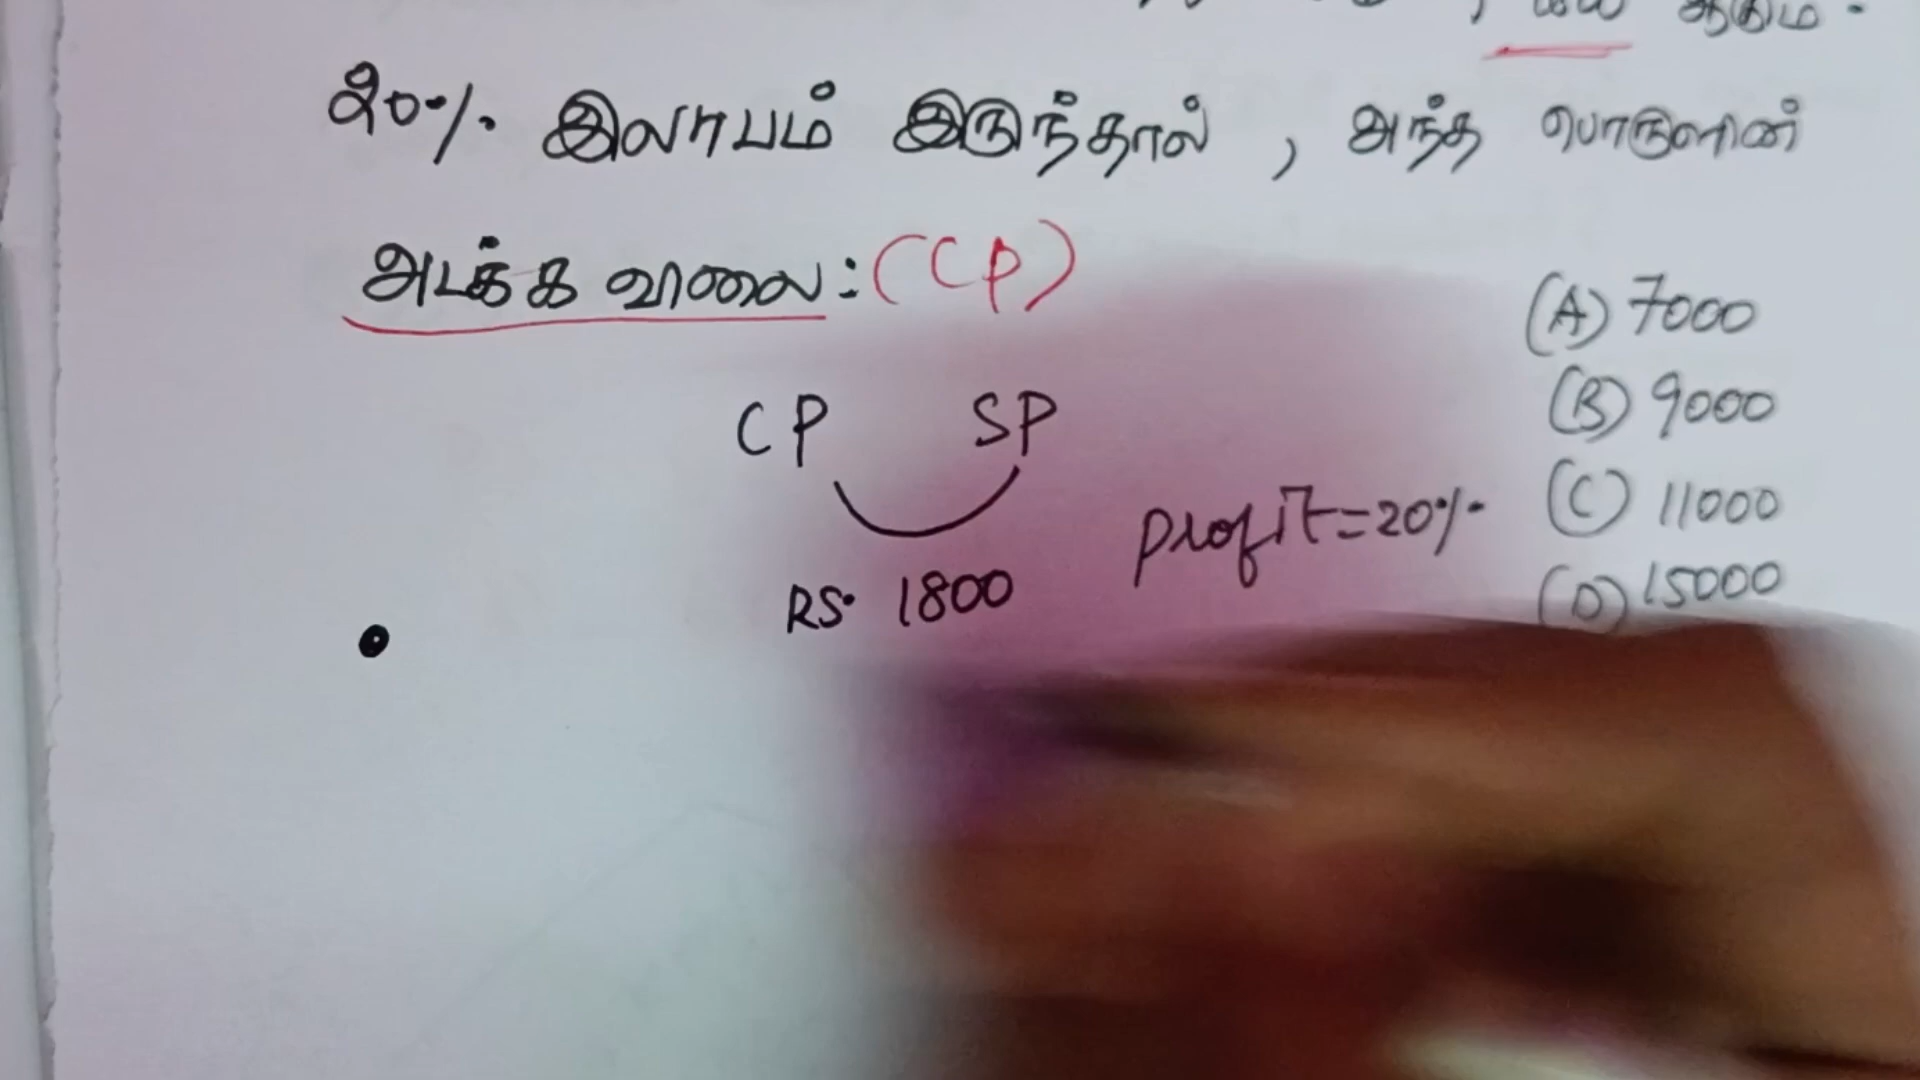 20% இலாபம் இருந்தால் , அந்த பொருளின்
அடக்க விலை : (CP)
(A) 7000
(B) 9000
(C) 11000
(D) 15000
CP SP
RS. 1800
profit = 20%